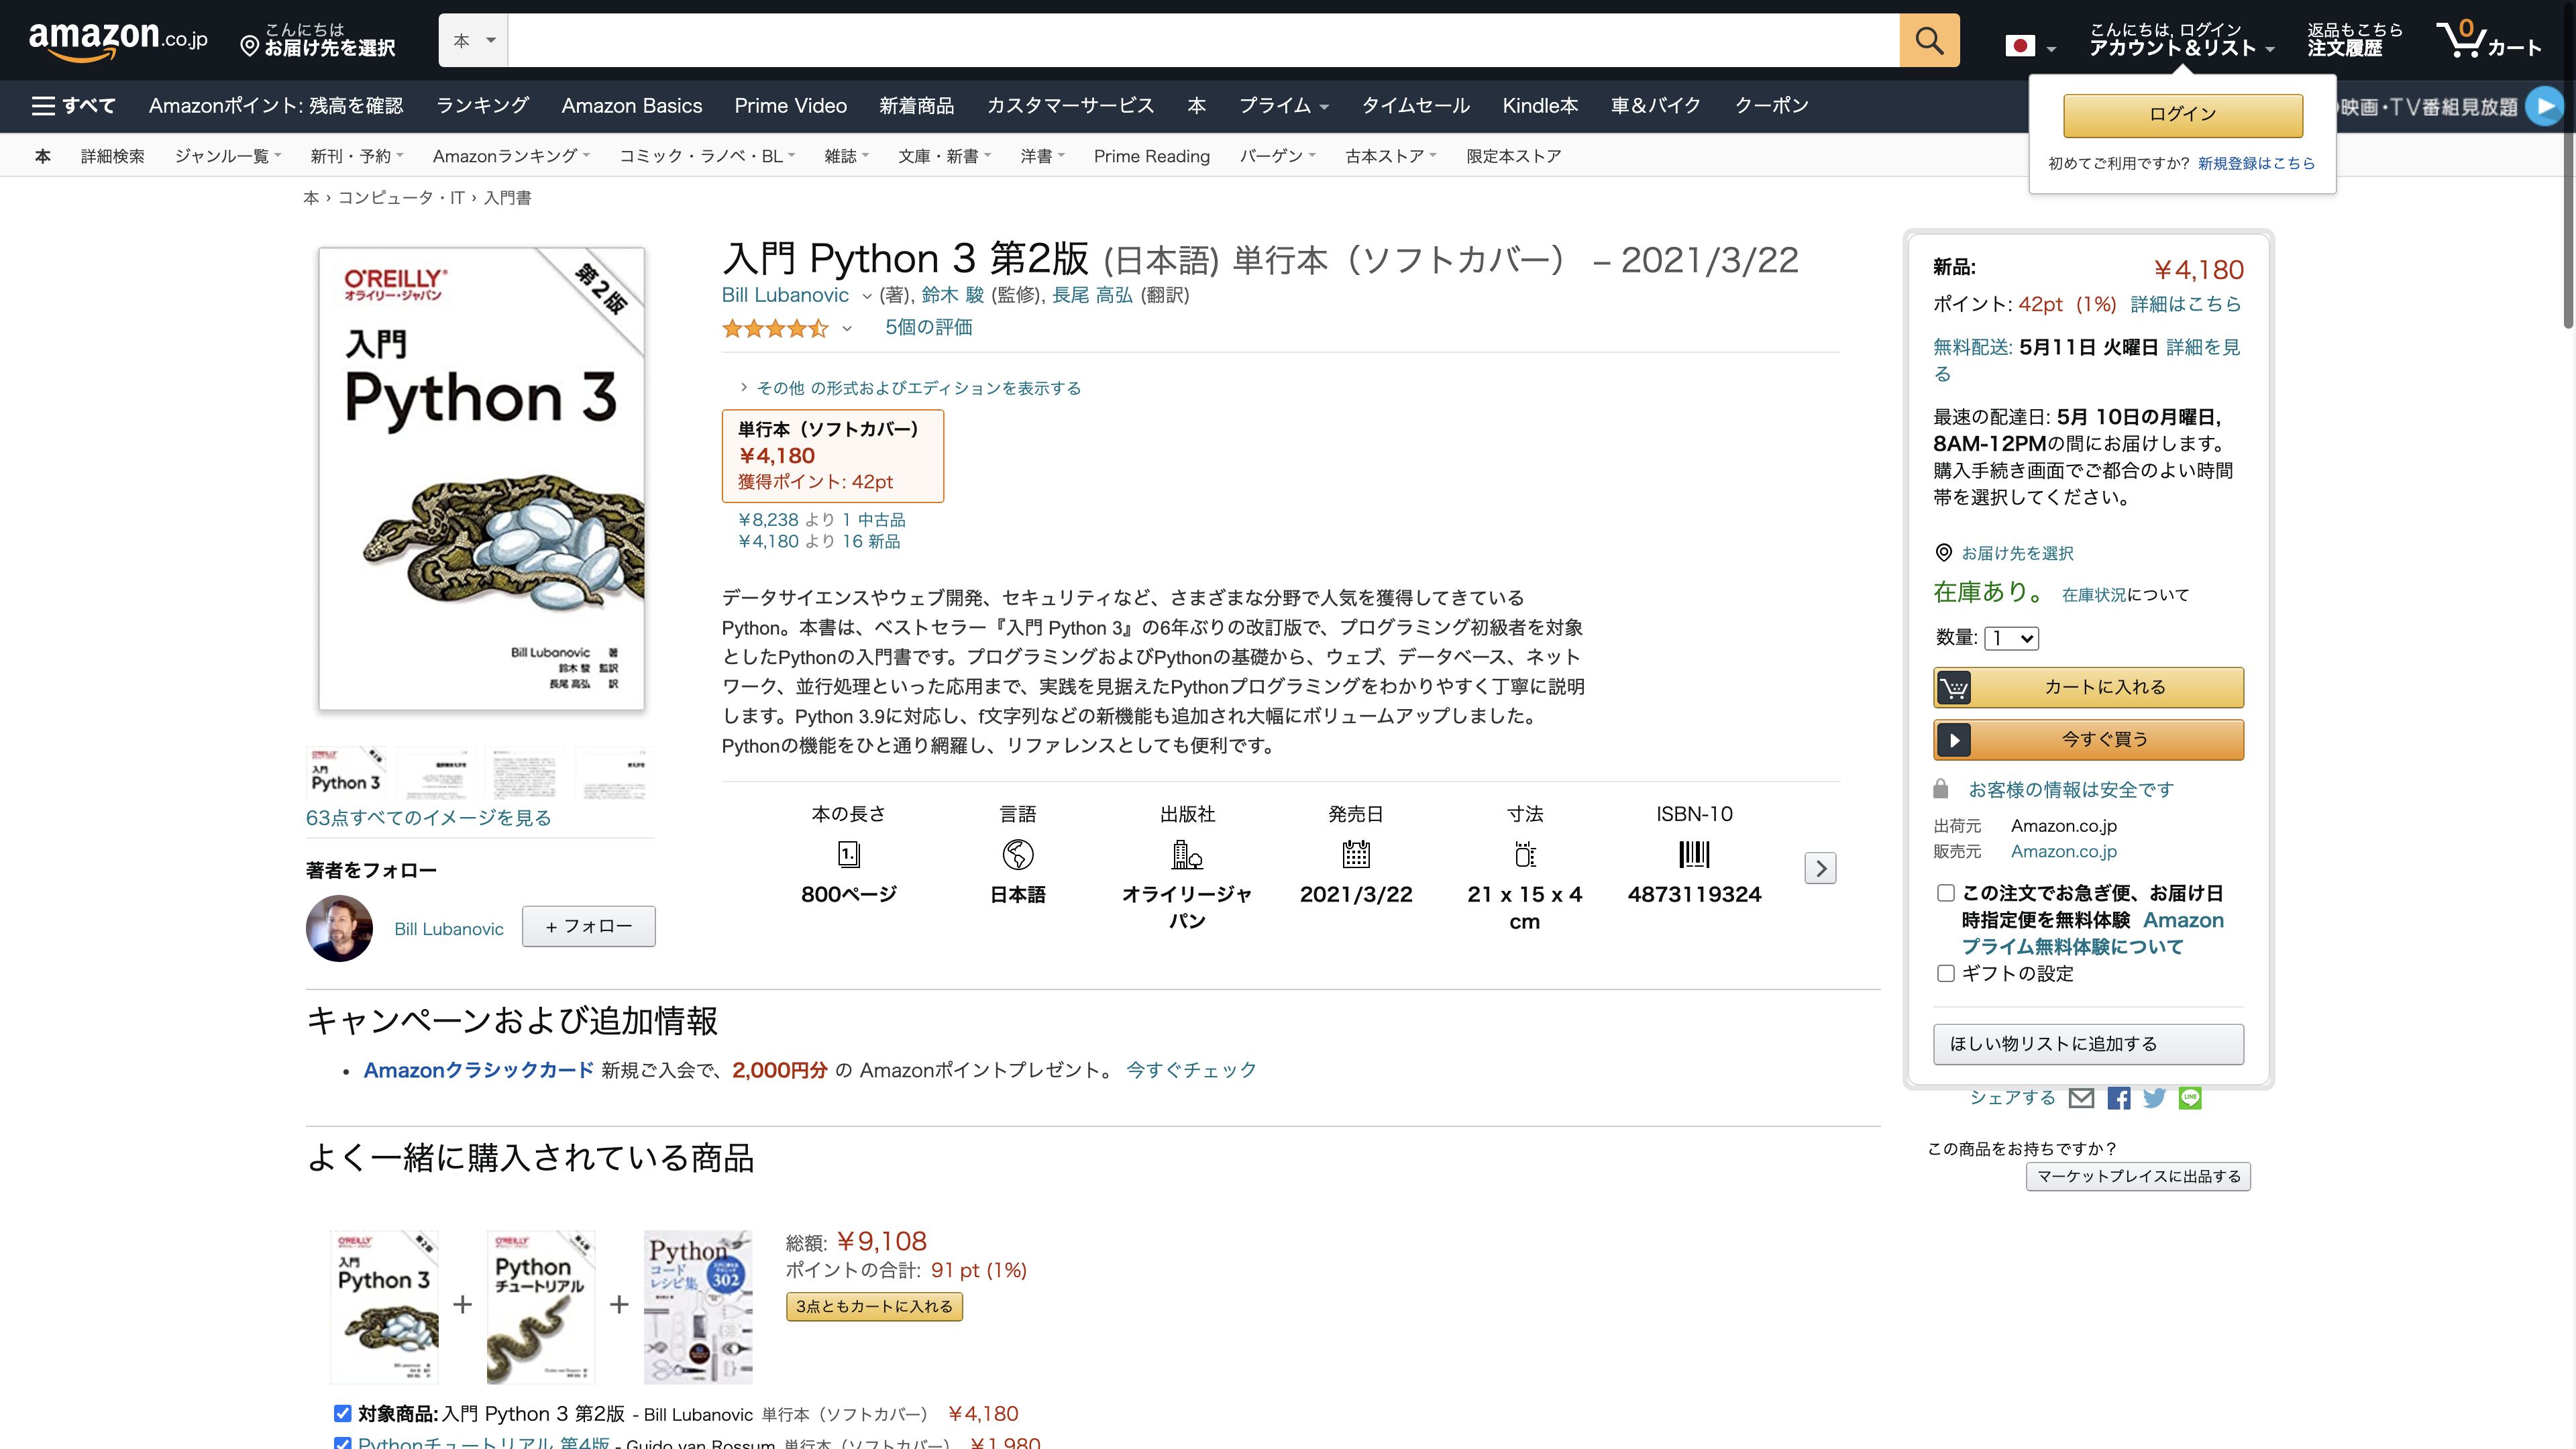 amazon.co.jp
こんにちは
お届け先を選択
本
こんにちは, ログイン
アカウント＆リスト
返品もこちら
注文履歴
0
カート
すべて
Amazonポイント: 残高を確認
ランキング
Amazon Basics
Prime Video
新着商品
カスタマーサービス
本
プライム
タイムセール
Kindle本
車＆バイク
クーポン
映画・TV番組見放題
ログイン
初めてご利用ですか? 新規登録はこちら
本
詳細検索
ジャンル一覧
新刊・予約
Amazonランキング
コミック・ラノベ・BL
雑誌
文庫・新書
洋書
Prime Reading
バーゲン
古本ストア
限定本ストア
本 › コンピュータ・IT › 入門書
O'REILLY
オライリー・ジャパン
第2版
入門
Python 3
Bill Lubanovic 著
鈴木 駿 監訳
長尾 高弘 訳
入門
Python 3
63点すべてのイメージを見る
著者をフォロー
Bill Lubanovic
+ フォロー
入門 Python 3 第2版 (日本語) 単行本（ソフトカバー） – 2021/3/22
Bill Lubanovic (著), 鈴木 駿 (監修), 長尾 高弘 (翻訳)
5個の評価
› その他 の形式およびエディションを表示する
単行本（ソフトカバー）
￥4,180
獲得ポイント: 42pt
￥8,238 より 1 中古品
￥4,180 より 16 新品
データサイエンスやウェブ開発、セキュリティなど、さまざまな分野で人気を獲得してきている
Python。本書は、ベストセラー『入門 Python 3』の6年ぶりの改訂版で、プログラミング初級者を対象
としたPythonの入門書です。プログラミングおよびPythonの基礎から、ウェブ、データベース、ネット
ワーク、並行処理といった応用まで、実践を見据えたPythonプログラミングをわかりやすく丁寧に説明
します。Python 3.9に対応し、f文字列などの新機能も追加され大幅にボリュームアップしました。
Pythonの機能をひと通り網羅し、リファレンスとしても便利です。
本の長さ
1.
800ページ
言語
日本語
出版社
オライリージャ
パン
発売日
2021/3/22
寸法
21 x 15 x 4
cm
ISBN-10
4873119324
新品:
￥4,180
ポイント: 42pt (1%) 詳細はこちら
無料配送: 5月11日 火曜日 詳細を見
る
最速の配達日: 5月 10日の月曜日,
8AM-12PMの間にお届けします。
購入手続き画面でご都合のよい時間
帯を選択してください。
お届け先を選択
在庫あり。 在庫状況について
数量: 1
カートに入れる
今すぐ買う
お客様の情報は安全です
出荷元 Amazon.co.jp
販売元 Amazon.co.jp
この注文でお急ぎ便、お届け日
時指定便を無料体験 Amazon
プライム無料体験について
ギフトの設定
ほしい物リストに追加する
シェアする
LINE
この商品をお持ちですか？
マーケットプレイスに出品する
キャンペーンおよび追加情報
• Amazonクラシックカード 新規ご入会で、2,000円分 の Amazonポイントプレゼント。 今すぐチェック
よく一緒に購入されている商品
O'REILLY
第2版
入門
Python 3
+
O'REILLY
Python
チュートリアル
+
Python
コード
レシピ集
302
総額: ￥9,108
ポイントの合計: 91 pt (1%)
3点ともカートに入れる
対象商品: 入門 Python 3 第2版 - Bill Lubanovic 単行本（ソフトカバー） ￥4,180
Pythonチュートリアル 第4版 - Guido van Rossum 単行本（ソフトカバー） ￥1,980